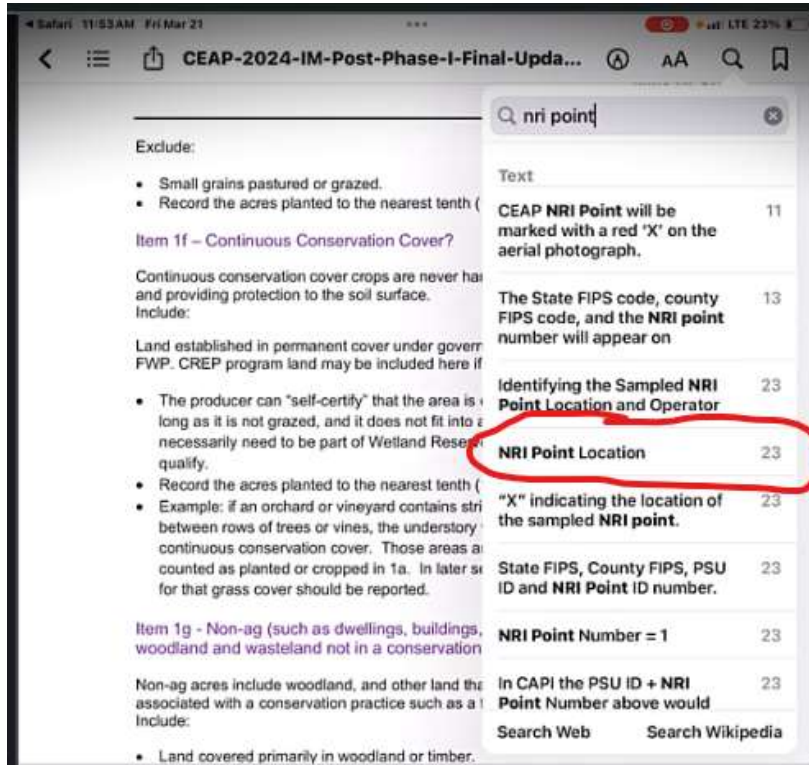 Safari 11:53 AM Fri Mar 21
LTE 23%
CEAP-2024-IM-Post-Phase-I-Final-Upda...
AA
nri point
Exclude:
• Small grains pastured or grazed.
• Record the acres planted to the nearest tenth (
Item 1f – Continuous Conservation Cover?
Continuous conservation cover crops are never ha
and providing protection to the soil surface.
Include:
Land established in permanent cover under govern
FWP. CREP program land may be included here if
• The producer can "self-certify" that the area is
long as it is not grazed, and it does not fit into a
necessarily need to be part of Wetland Reserv
qualify.
• Record the acres planted to the nearest tenth (
• Example: if an orchard or vineyard contains stri
between rows of trees or vines, the understory
continuous conservation cover. Those areas a
counted as planted or cropped in 1a. In later se
for that grass cover should be reported.
Item 1g - Non-ag (such as dwellings, buildings,
woodland and wasteland not in a conservation
Non-ag acres include woodland, and other land tha
associated with a conservation practice such as a
Include:
• Land covered primarily in woodland or timber.
Text
CEAP NRI Point will be 11
marked with a red 'X' on the
aerial photograph.
The State FIPS code, county 13
FIPS code, and the NRI point
number will appear on
Identifying the Sampled NRI 23
Point Location and Operator
NRI Point Location 23
"X" indicating the location of 23
the sampled NRI point.
State FIPS, County FIPS, PSU 23
ID and NRI Point ID number.
NRI Point Number = 1 23
In CAPI the PSU ID + NRI 23
Point Number above would
Search Web Search Wikipedia